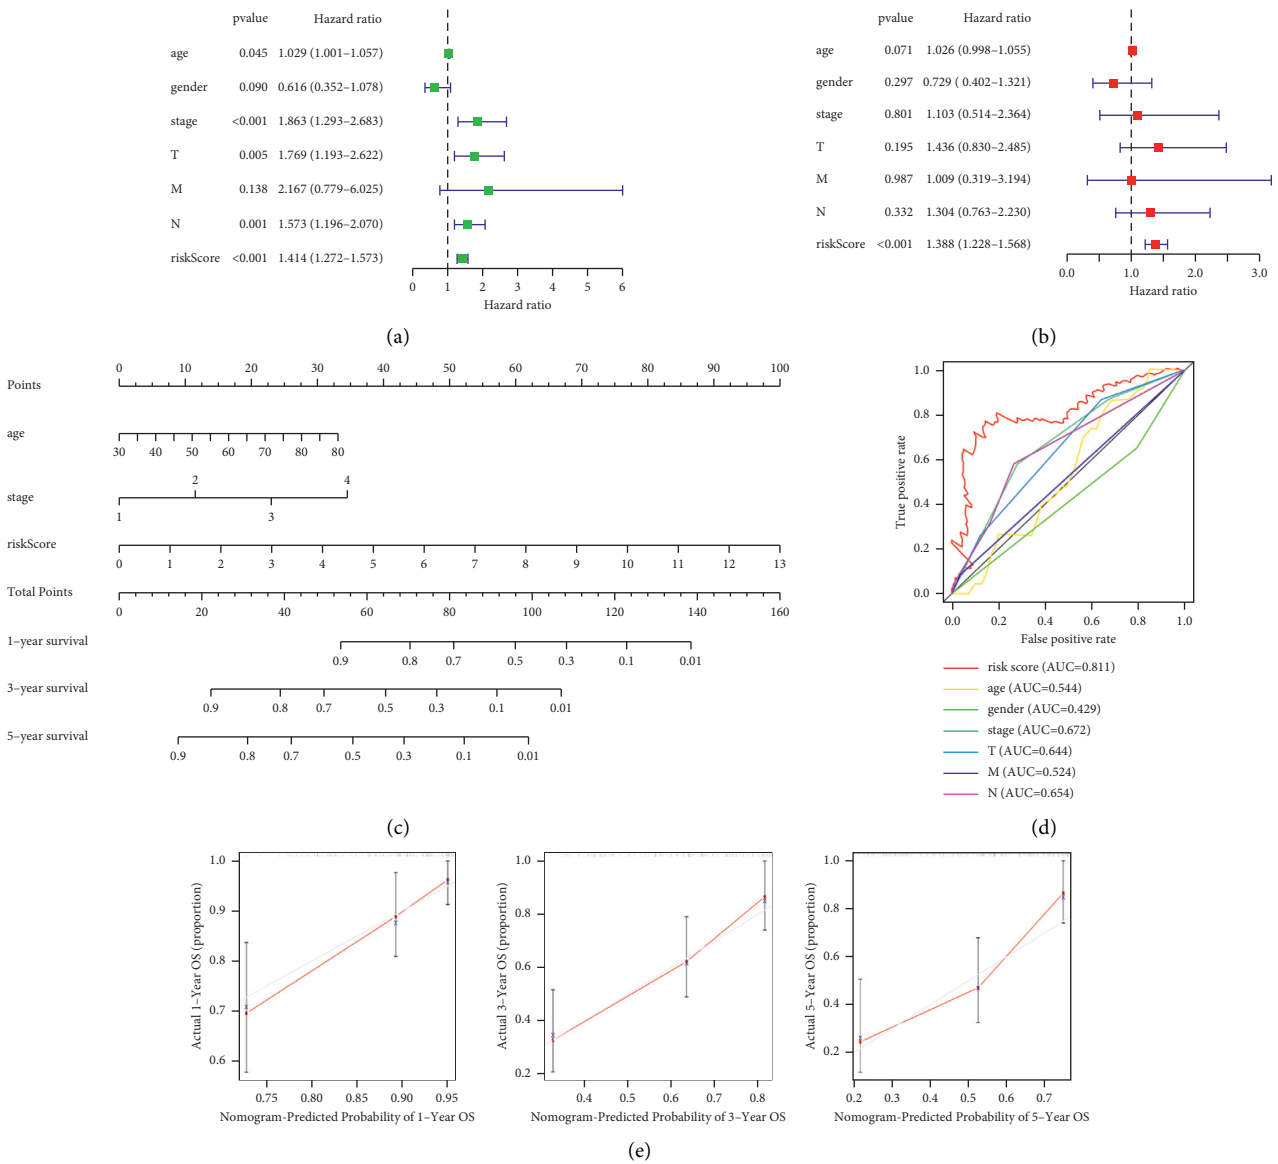 pvalue Hazard ratio
age 0.045 1.029 (1.001–1.057)
gender 0.090 0.616 (0.352–1.078)
stage <0.001 1.863 (1.293–2.683)
T 0.005 1.769 (1.193–2.622)
M 0.138 2.167 (0.779–6.025)
N 0.001 1.573 (1.196–2.070)
riskScore <0.001 1.414 (1.272–1.573)
0 1 2 3 4 5 6
Hazard ratio
(a)
pvalue Hazard ratio
age 0.071 1.026 (0.998–1.055)
gender 0.297 0.729 ( 0.402–1.321)
stage 0.801 1.103 (0.514–2.364)
T 0.195 1.436 (0.830–2.485)
M 0.987 1.009 (0.319–3.194)
N 0.332 1.304 (0.763–2.230)
riskScore <0.001 1.388 (1.228–1.568)
0.0 1.0 2.0 3.0
Hazard ratio
(b)
0 10 20 30 40 50 60 70 80 90 100
Points
age
30 40 50 60 70 80
2 4
stage
1 3
riskScore
0 1 2 3 4 5 6 7 8 9 10 11 12 13
Total Points
0 20 40 60 80 100 120 140 160
1–year survival
0.9 0.8 0.7 0.5 0.3 0.1 0.01
3–year survival
0.9 0.8 0.7 0.5 0.3 0.1 0.01
5–year survival
0.9 0.8 0.7 0.5 0.3 0.1 0.01
(c)
True positive rate
1.0
0.8
0.6
0.4
0.2
0.0
0.0 0.2 0.4 0.6 0.8 1.0
False positive rate
risk score (AUC=0.811)
age (AUC=0.544)
gender (AUC=0.429)
stage (AUC=0.672)
T (AUC=0.644)
M (AUC=0.524)
N (AUC=0.654)
(d)
Actual 1–Year OS (proportion)
1.0
0.9
0.8
0.7
0.6
0.75 0.80 0.85 0.90 0.95
Nomogram-Predicted Probability of 1–Year OS
Actual 3–Year OS (proportion)
1.0
0.8
0.6
0.4
0.2
0.4 0.5 0.6 0.7 0.8
Nomogram-Predicted Probability of 3–Year OS
Actual 5–Year OS (proportion)
1.0
0.8
0.6
0.4
0.2
0.2 0.3 0.4 0.5 0.6 0.7
Nomogram-Predicted Probability of 5–Year OS
(e)